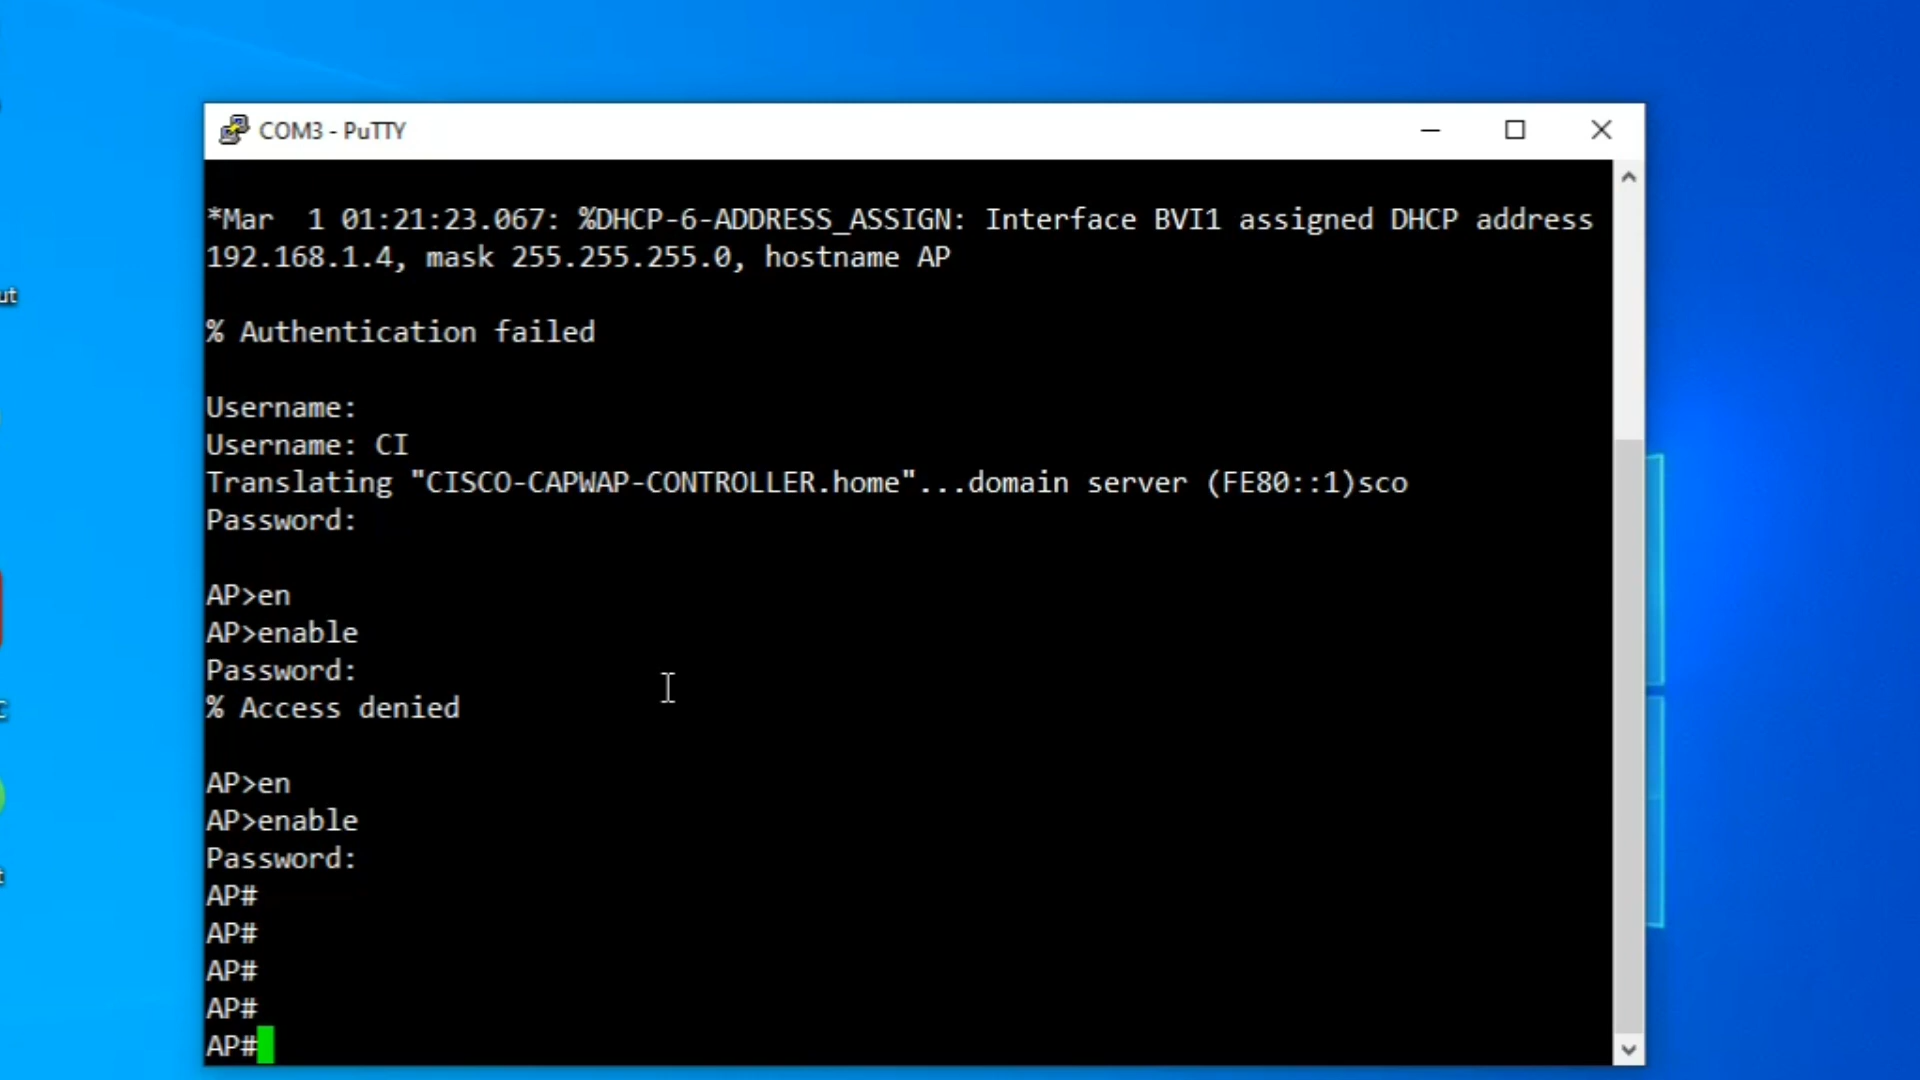 COM3 - PuTTY
*Mar  1 01:21:23.067: %DHCP-6-ADDRESS_ASSIGN: Interface BVI1 assigned DHCP address
192.168.1.4, mask 255.255.255.0, hostname AP
% Authentication failed
Username:
Username: CI
Translating "CISCO-CAPWAP-CONTROLLER.home"...domain server (FE80::1)sco
Password:
AP>en
AP>enable
Password:
% Access denied
AP>en
AP>enable
Password:
AP#
AP#
AP#
AP#
AP#
ut